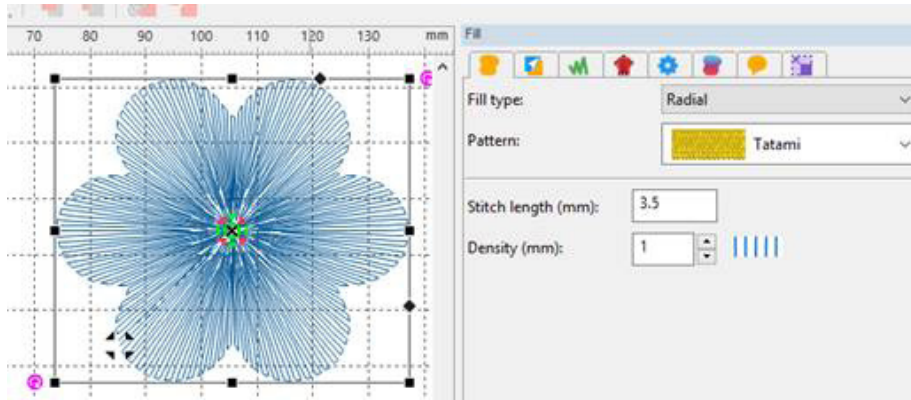 70 80 90 100 110 120 130 mm
Fill
Fill type: Radial
Pattern: Tatami
Stitch length (mm): 3.5
Density (mm): 1